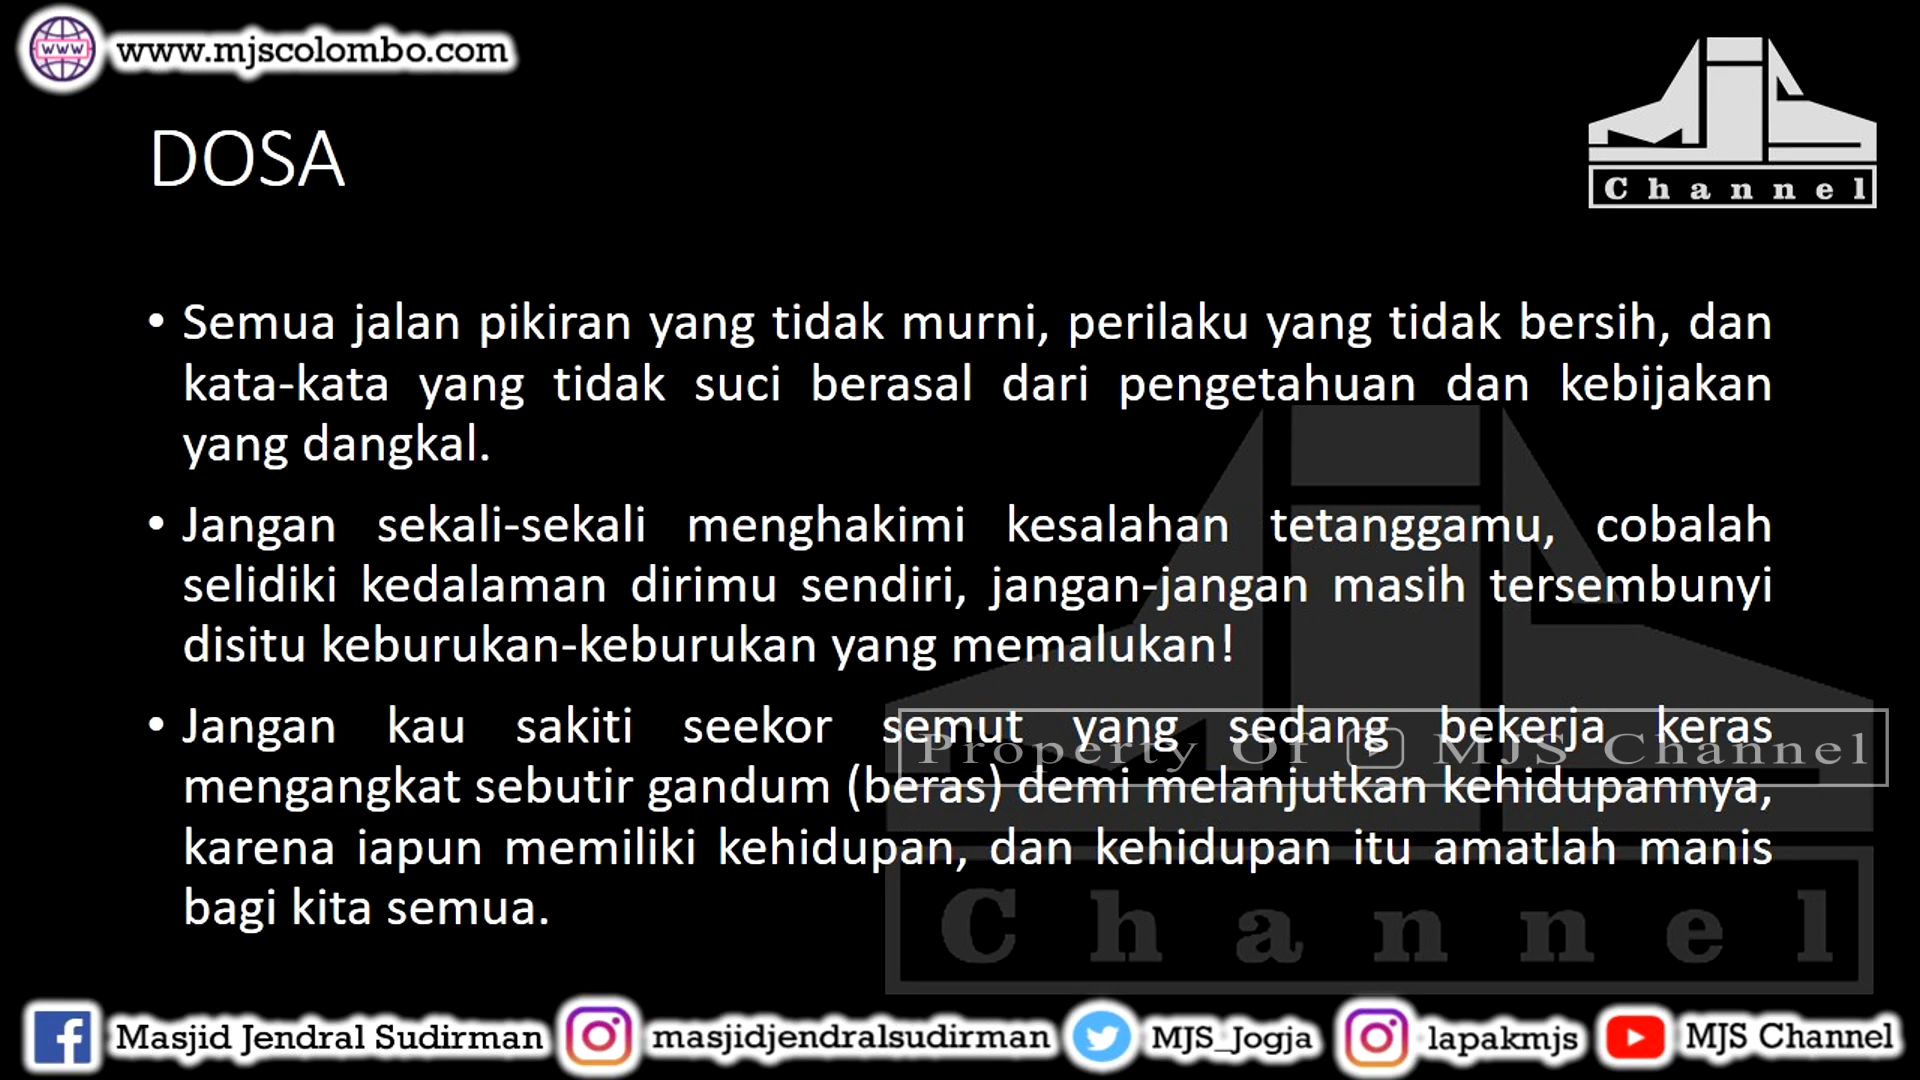 www.mjscolombo.com
MJS
Channel
DOSA
• Semua jalan pikiran yang tidak murni, perilaku yang tidak bersih, dan
kata-kata yang tidak suci berasal dari pengetahuan dan kebijakan
yang dangkal.
• Jangan sekali-sekali menghakimi kesalahan tetanggamu, cobalah
selidiki kedalaman dirimu sendiri, jangan-jangan masih tersembunyi
disitu keburukan-keburukan yang memalukan!
• Jangan kau sakiti seekor semut yang sedang bekerja keras
mengangkat sebutir gandum (beras) demi melanjutkan kehidupannya,
karena iapun memiliki kehidupan, dan kehidupan itu amatlah manis
bagi kita semua.
Property Of MJS Channel
Channel
Masjid Jendral Sudirman masjidjendralsudirman MJS_Jogja lapakmjs MJS Channel